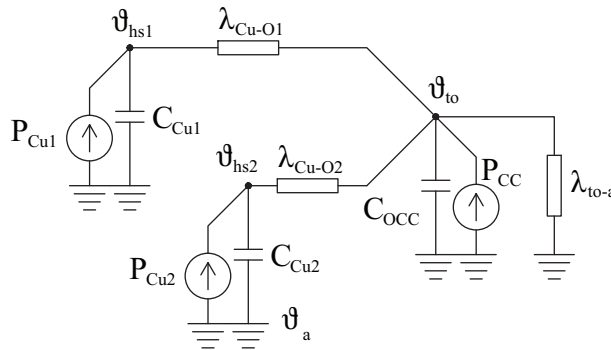 ϑhs1
λCu-O1
PCu1
CCu1
ϑto
ϑhs2
λCu-O2
PCC
λto-a
COCC
PCu2
CCu2
ϑa